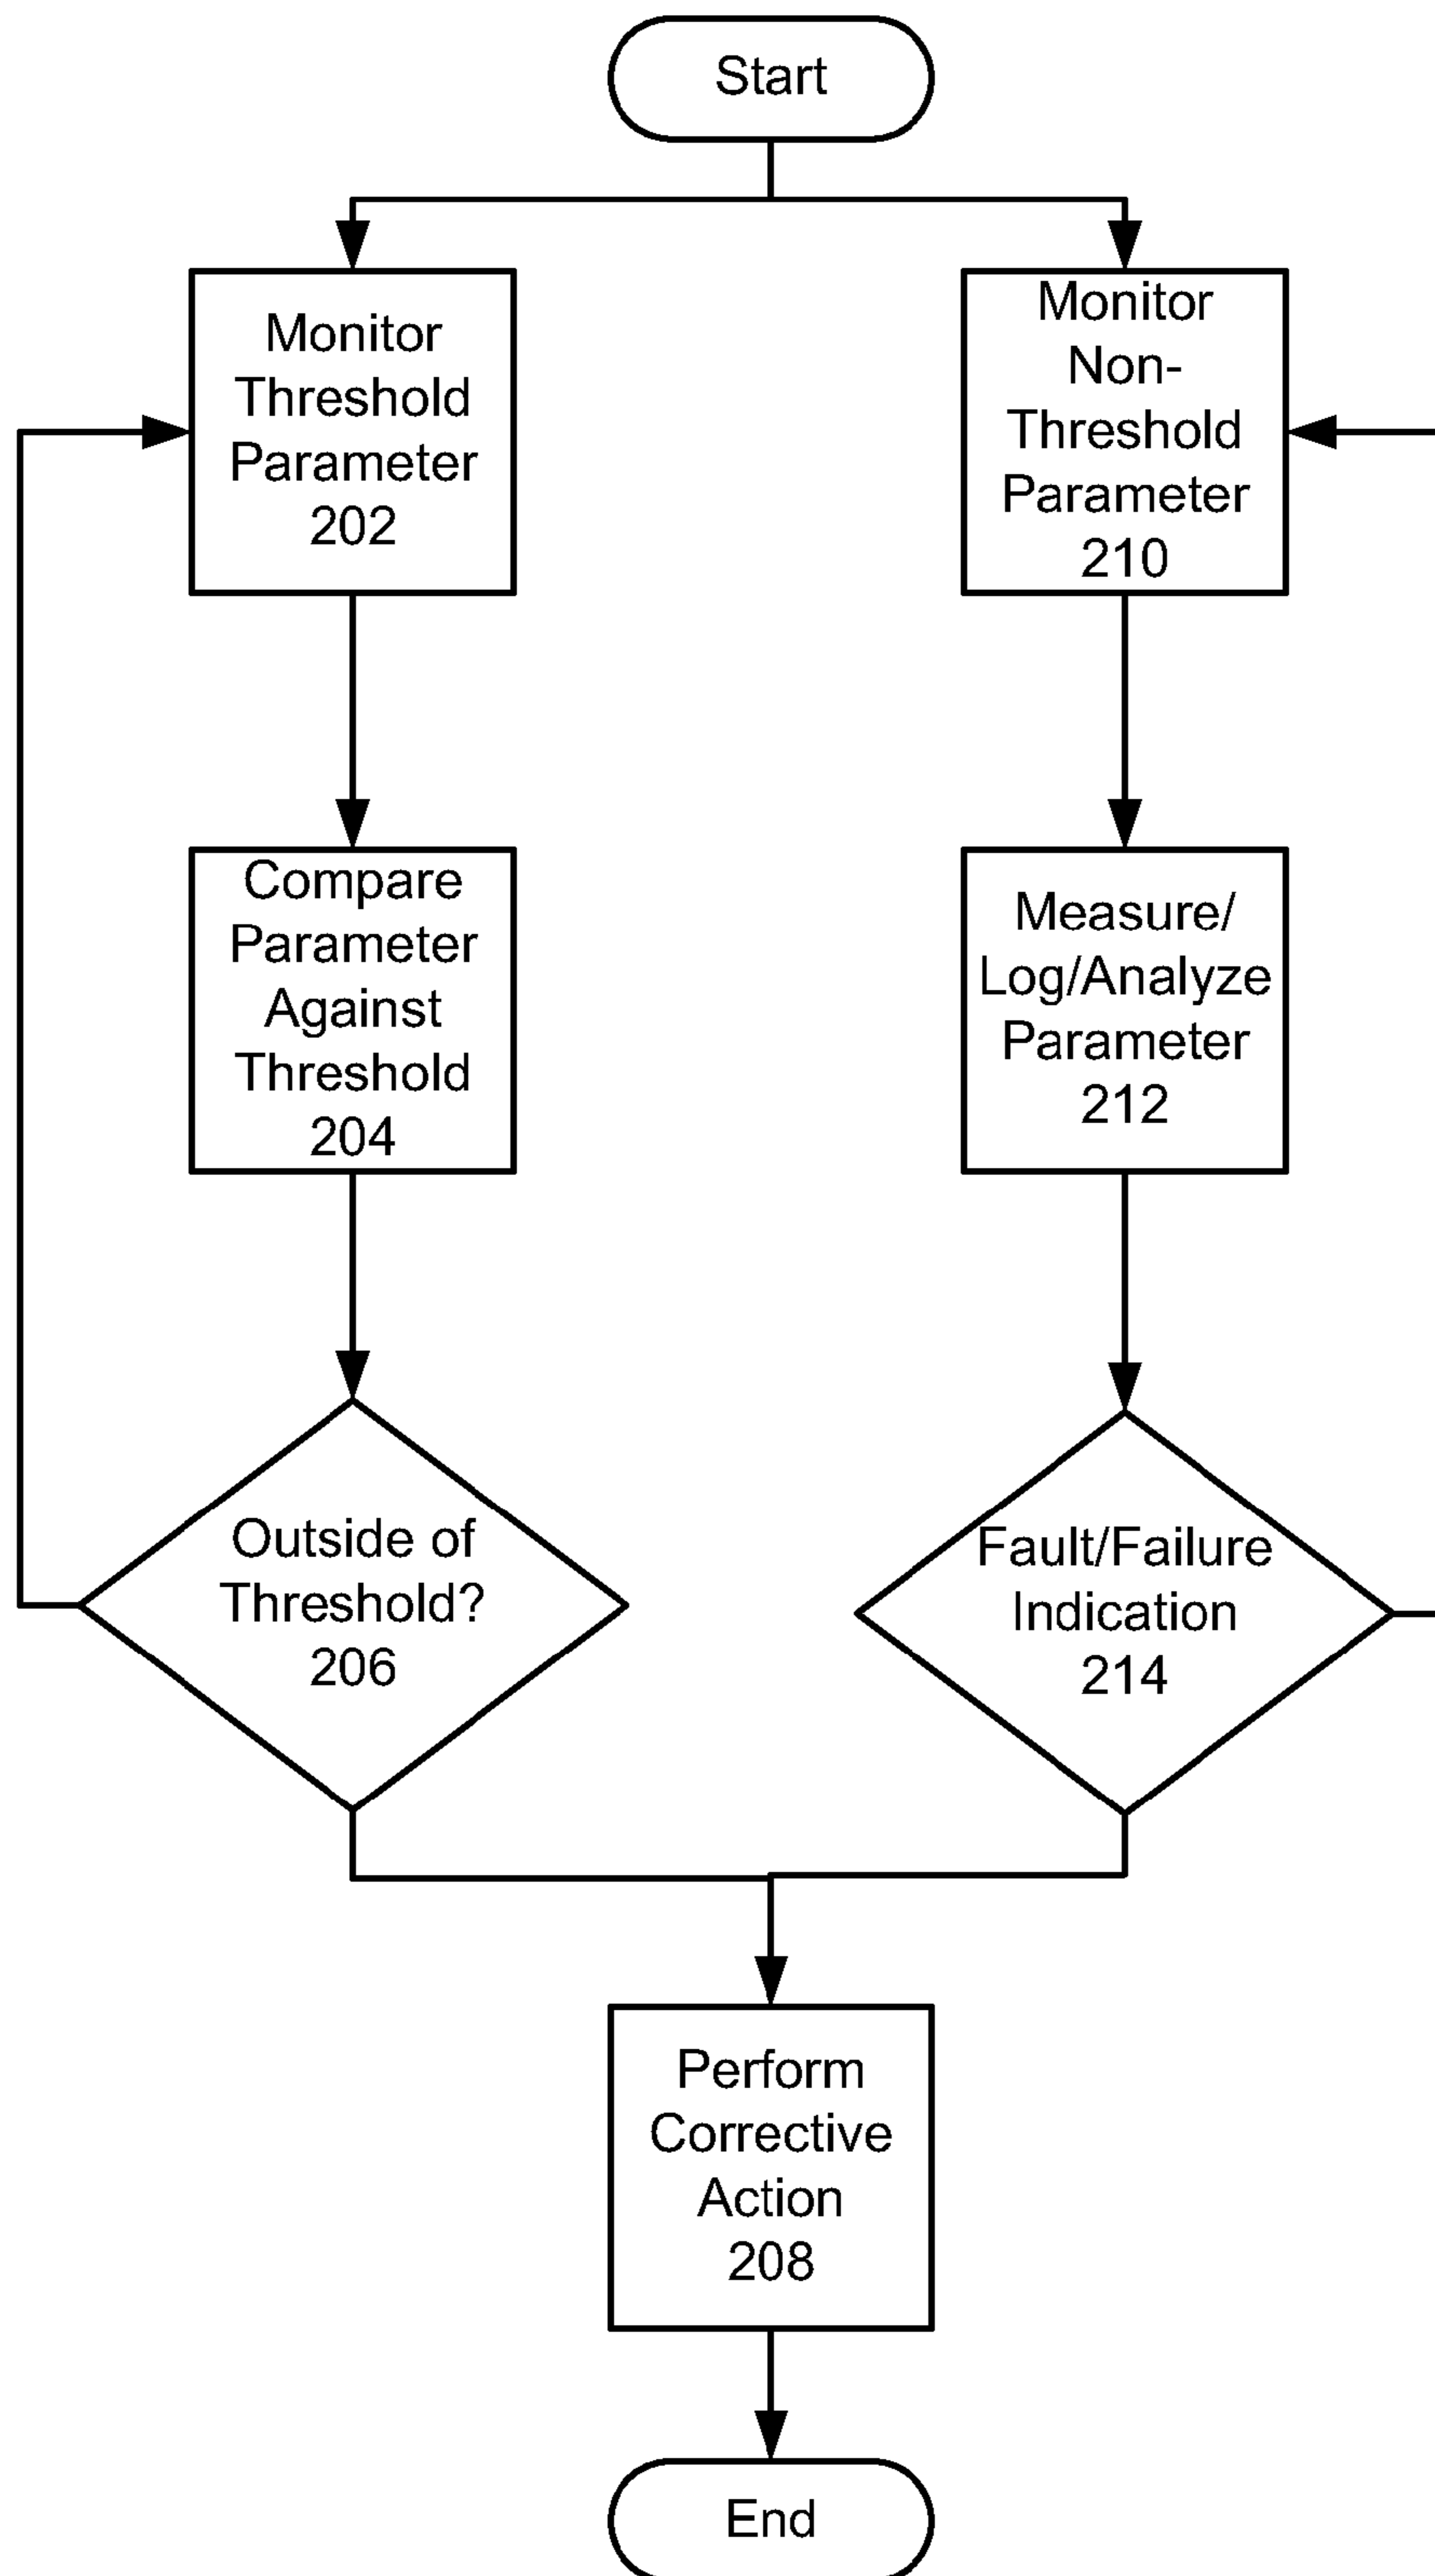 Start
Monitor
Threshold
Parameter
202
Monitor
Non-
Threshold
Parameter
210
Compare
Parameter
Against
Threshold
204
Measure/
Log/Analyze
Parameter
212
Outside of
Threshold?
206
Fault/Failure
Indication
214
Perform
Corrective
Action
208
End